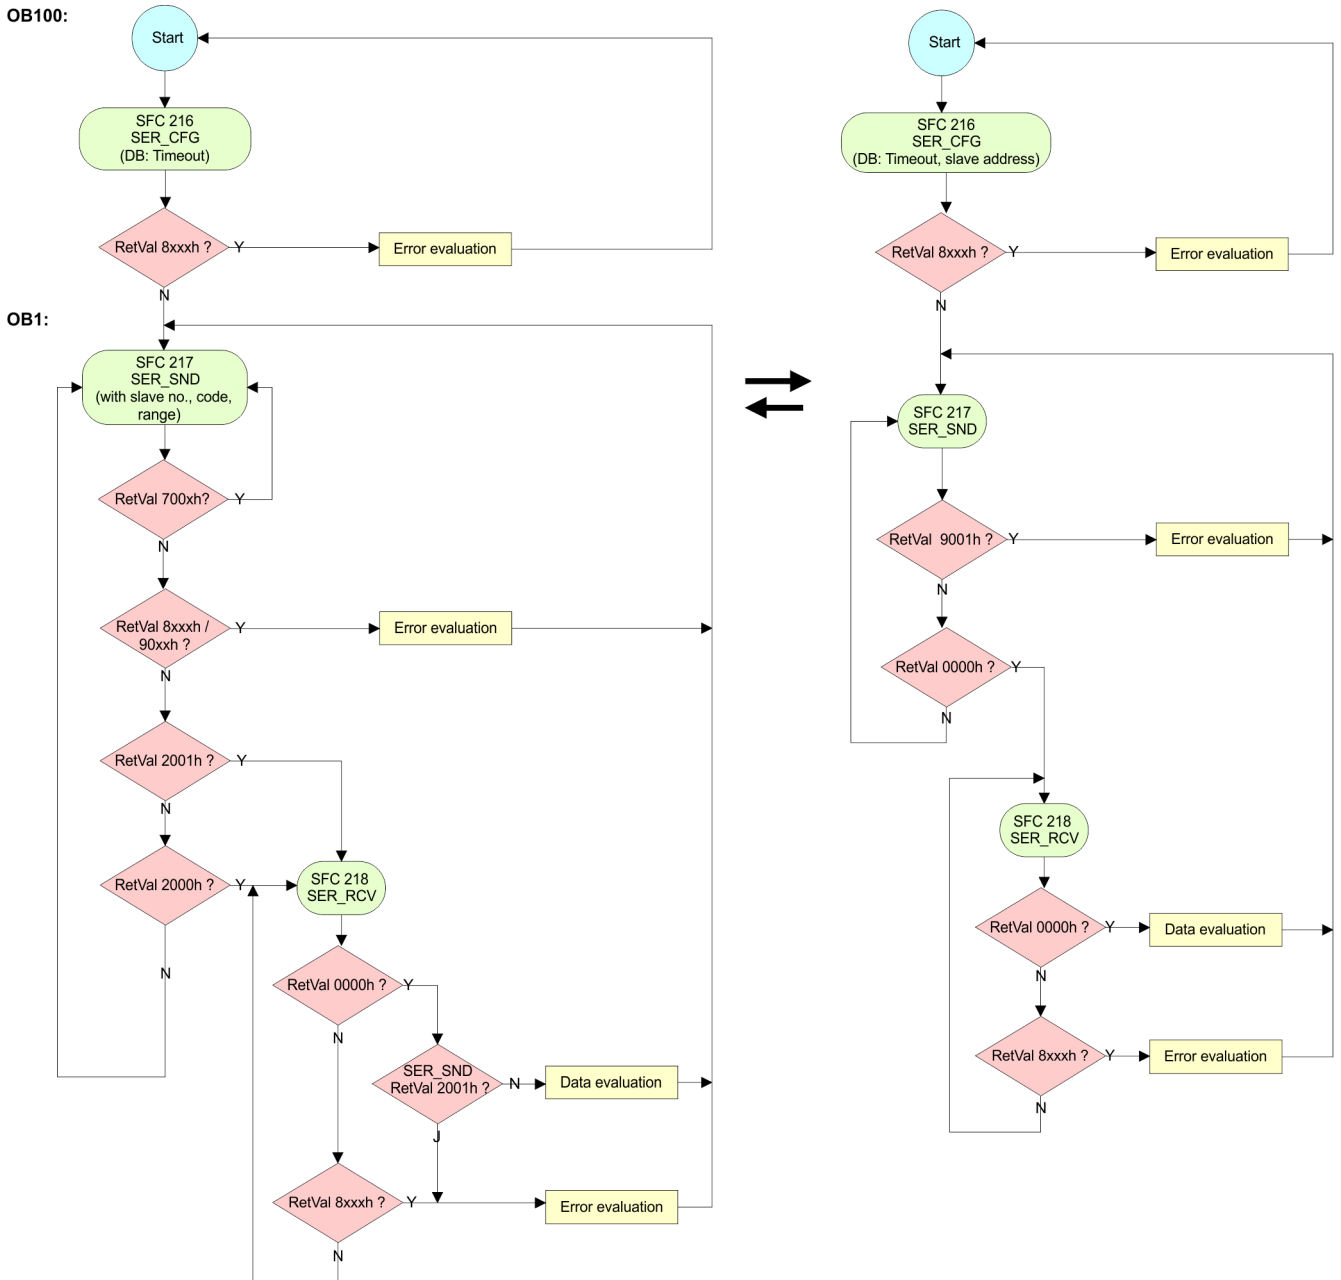 OB100:
Start
SFC 216
SER_CFG
(DB: Timeout)
RetVal 8xxxh ?
Y
Error evaluation
N
OB1:
SFC 217
SER_SND
(with slave no., code,
range)
RetVal 700xh?
Y
N
RetVal 8xxxh /
90xxh ?
Y
Error evaluation
N
RetVal 2001h ?
Y
N
RetVal 2000h ?
Y
N
SFC 218
SER_RCV
RetVal 0000h ?
Y
N
SER_SND
RetVal 2001h ?
N
Data evaluation
J
RetVal 8xxxh ?
Y
Error evaluation
N
Start
SFC 216
SER_CFG
(DB: Timeout, slave address)
RetVal 8xxxh ?
Y
Error evaluation
N
SFC 217
SER_SND
RetVal  9001h ?
Y
Error evaluation
N
RetVal 0000h ?
Y
N
SFC 218
SER_RCV
RetVal 0000h ?
Y
Data evaluation
N
RetVal 8xxxh ?
Y
Error evaluation
N